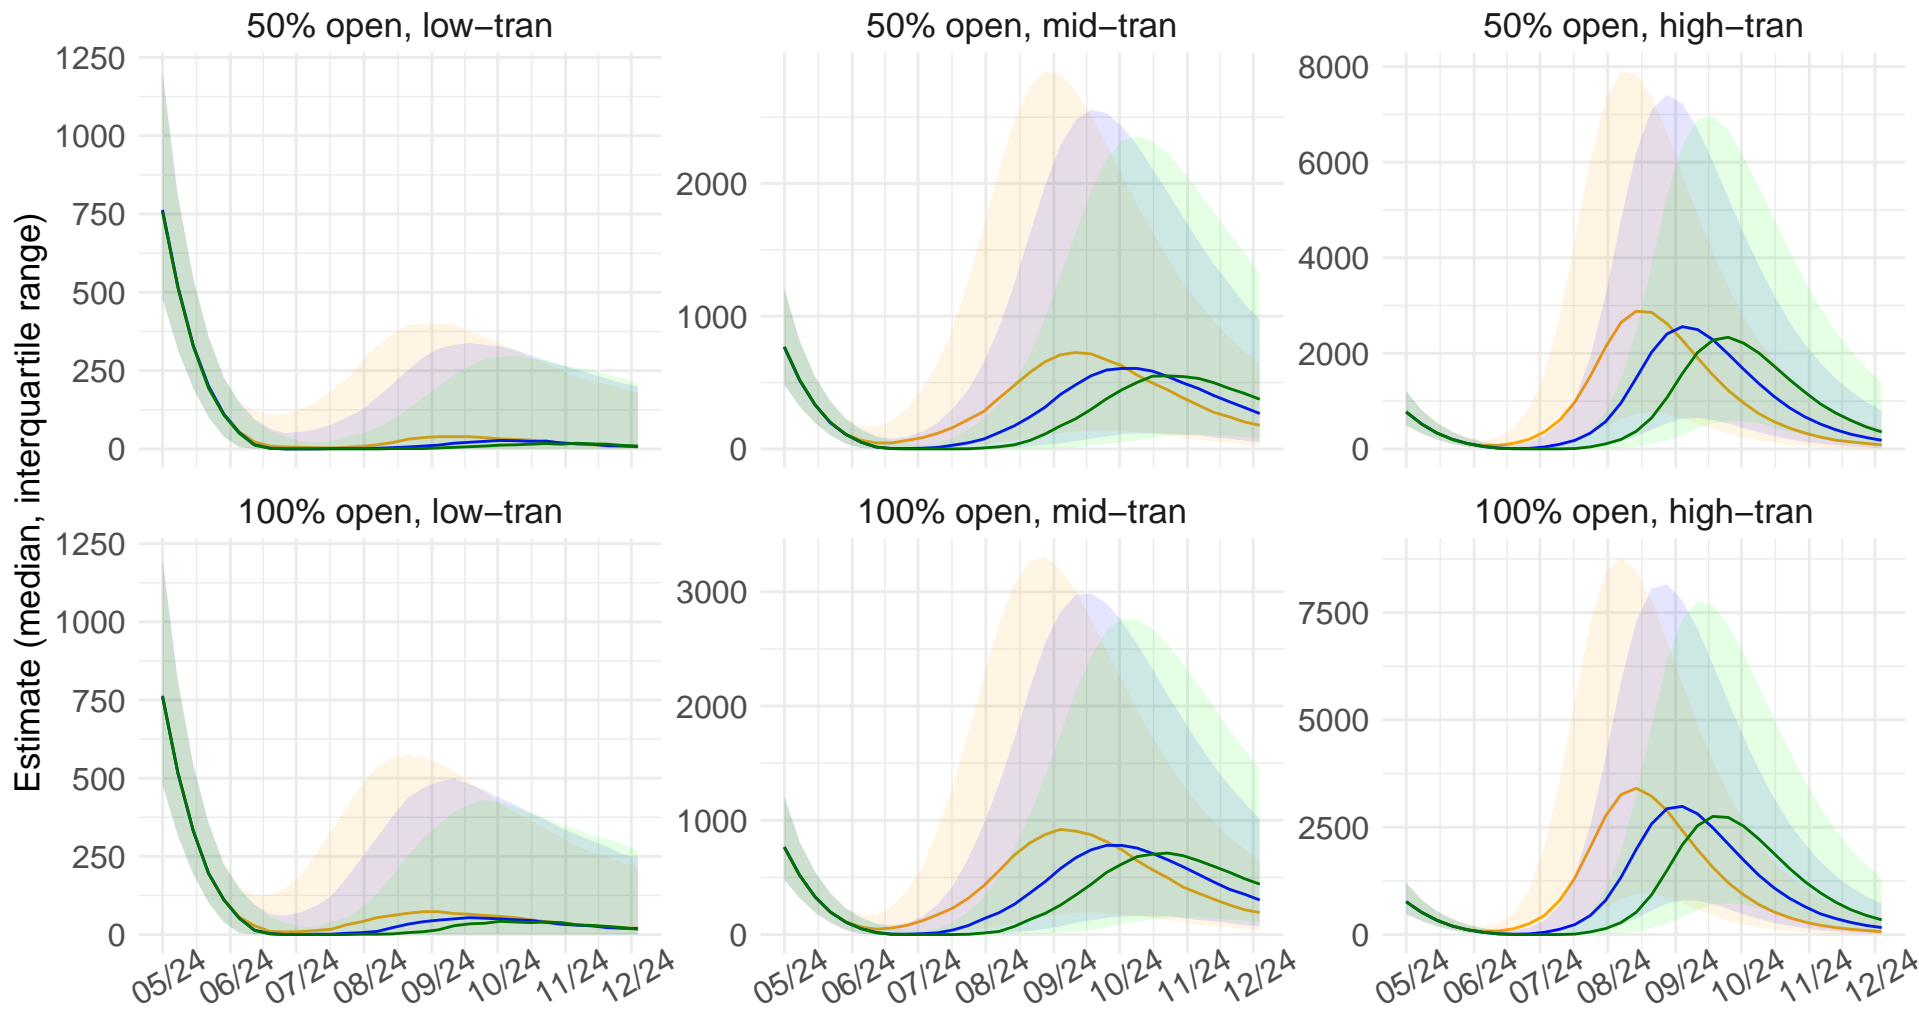 Estimate (median, interquartile range)
50% open, low−tran
1250
1000
750
500
250
0
50% open, mid−tran
2000
1000
0
50% open, high−tran
8000
6000
4000
2000
0
100% open, low−tran
1250
1000
750
500
250
0
05/24 06/24 07/24 08/24 09/24 10/24 11/24 12/24
100% open, mid−tran
3000
2000
1000
0
05/24 06/24 07/24 08/24 09/24 10/24 11/24 12/24
100% open, high−tran
7500
5000
2500
0
05/24 06/24 07/24 08/24 09/24 10/24 11/24 12/24